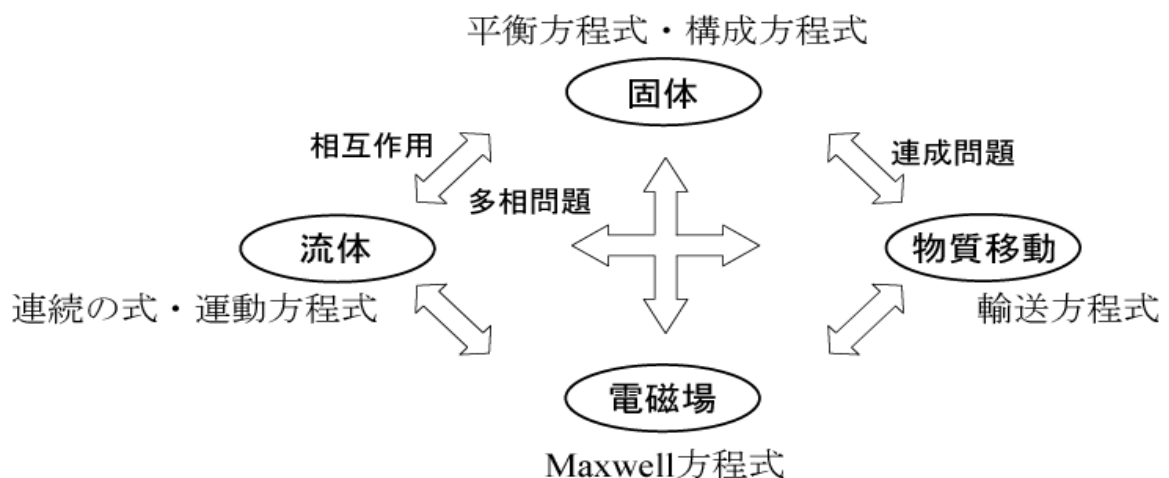 平衡方程式・構成方程式
固体
相互作用
連成問題
多相問題
流体
物質移動
連続の式・運動方程式
輸送方程式
電磁場
Maxwell方程式